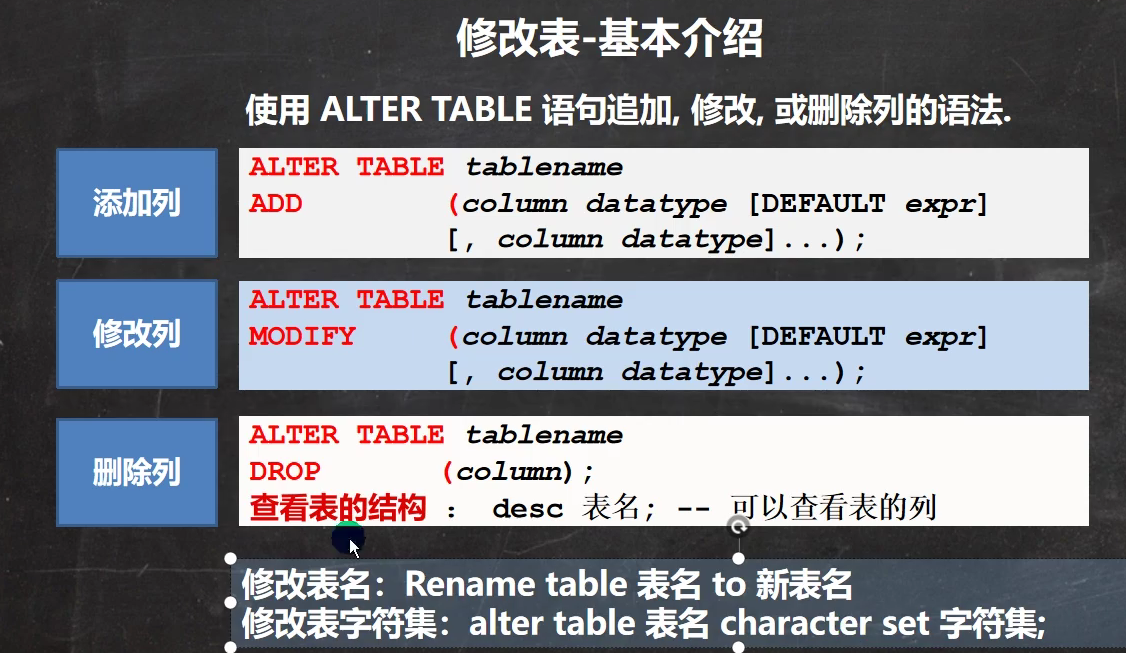 修改表-基本介绍
使用 ALTER TABLE 语句追加, 修改, 或删除列的语法.
添加列
ALTER TABLE tablename
ADD (column datatype [DEFAULT expr]
[, column datatype]...);
修改列
ALTER TABLE tablename
MODIFY (column datatype [DEFAULT expr]
[, column datatype]...);
删除列
ALTER TABLE tablename
DROP (column);
查看表的结构 : desc 表名; -- 可以查看表的列
修改表名：Rename table 表名 to 新表名
修改表字符集：alter table 表名 character set 字符集;